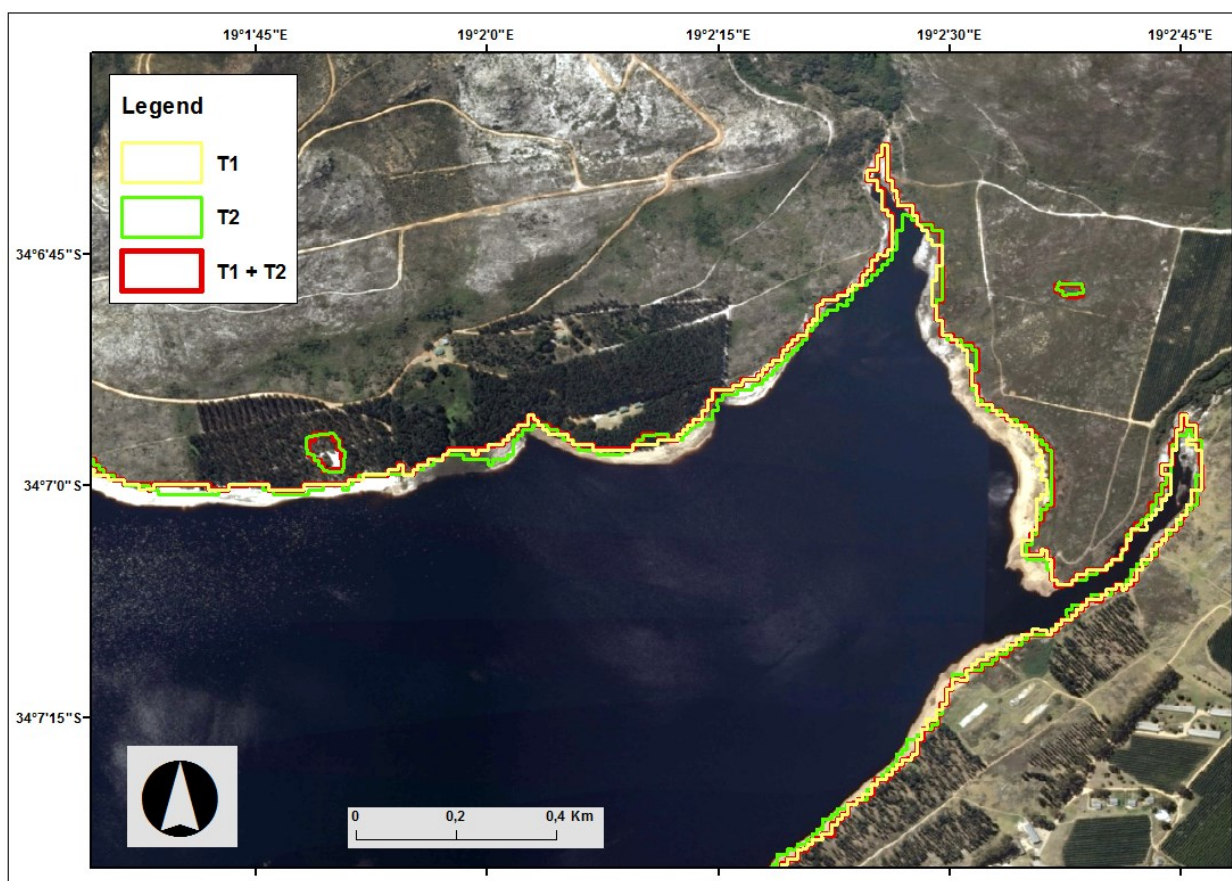 19°1'45"E 19°2'0"E 19°2'15"E 19°2'30"E 19°2'45"E
Legend
T1
T2
T1 + T2
34°6'45"S
34°7'0"S
34°7'15"S
0 0,2 0,4 Km